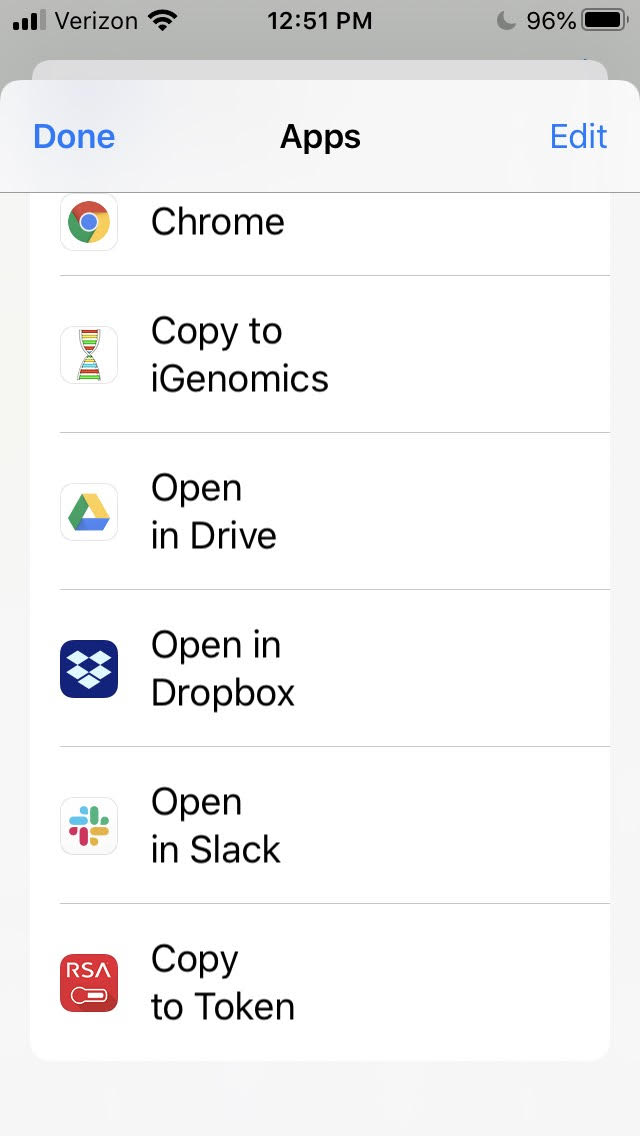 Verizon 12:51 PM 96%
Done Apps Edit
Chrome
Copy to
iGenomics
Open
in Drive
Open in
Dropbox
Open
in Slack
RSA
Copy
to Token